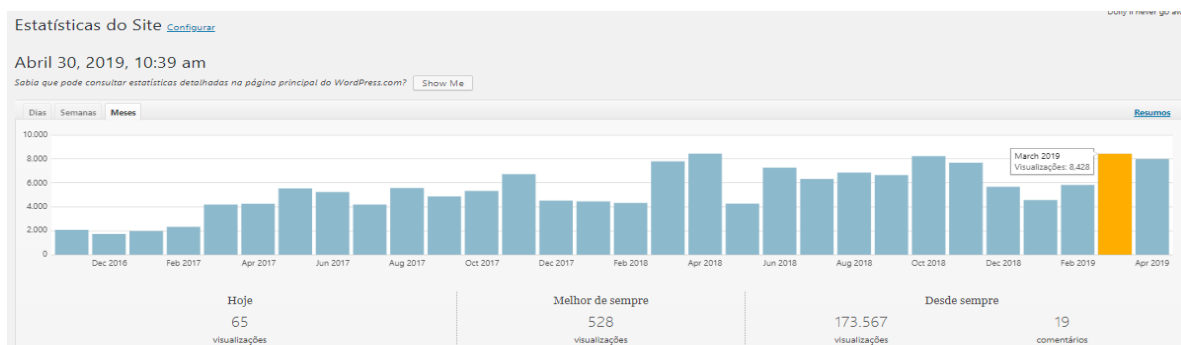 Estatísticas do Site Configurar
Abril 30, 2019, 10:39 am
Sabia que pode consultar estatísticas detalhadas na página principal do WordPress.com? Show Me
Dias Semanas Meses Resumos
10.000
8.000
6.000
4.000
2.000
0
March 2019
Visualizações: 8,428
Dec 2016 Feb 2017 Apr 2017 Jun 2017 Aug 2017 Oct 2017 Dec 2017 Feb 2018 Apr 2018 Jun 2018 Aug 2018 Oct 2018 Dec 2018 Feb 2019 Apr 2019
Hoje Melhor de sempre Desde sempre
65 528 173.567 19
visualizações visualizações visualizações comentários